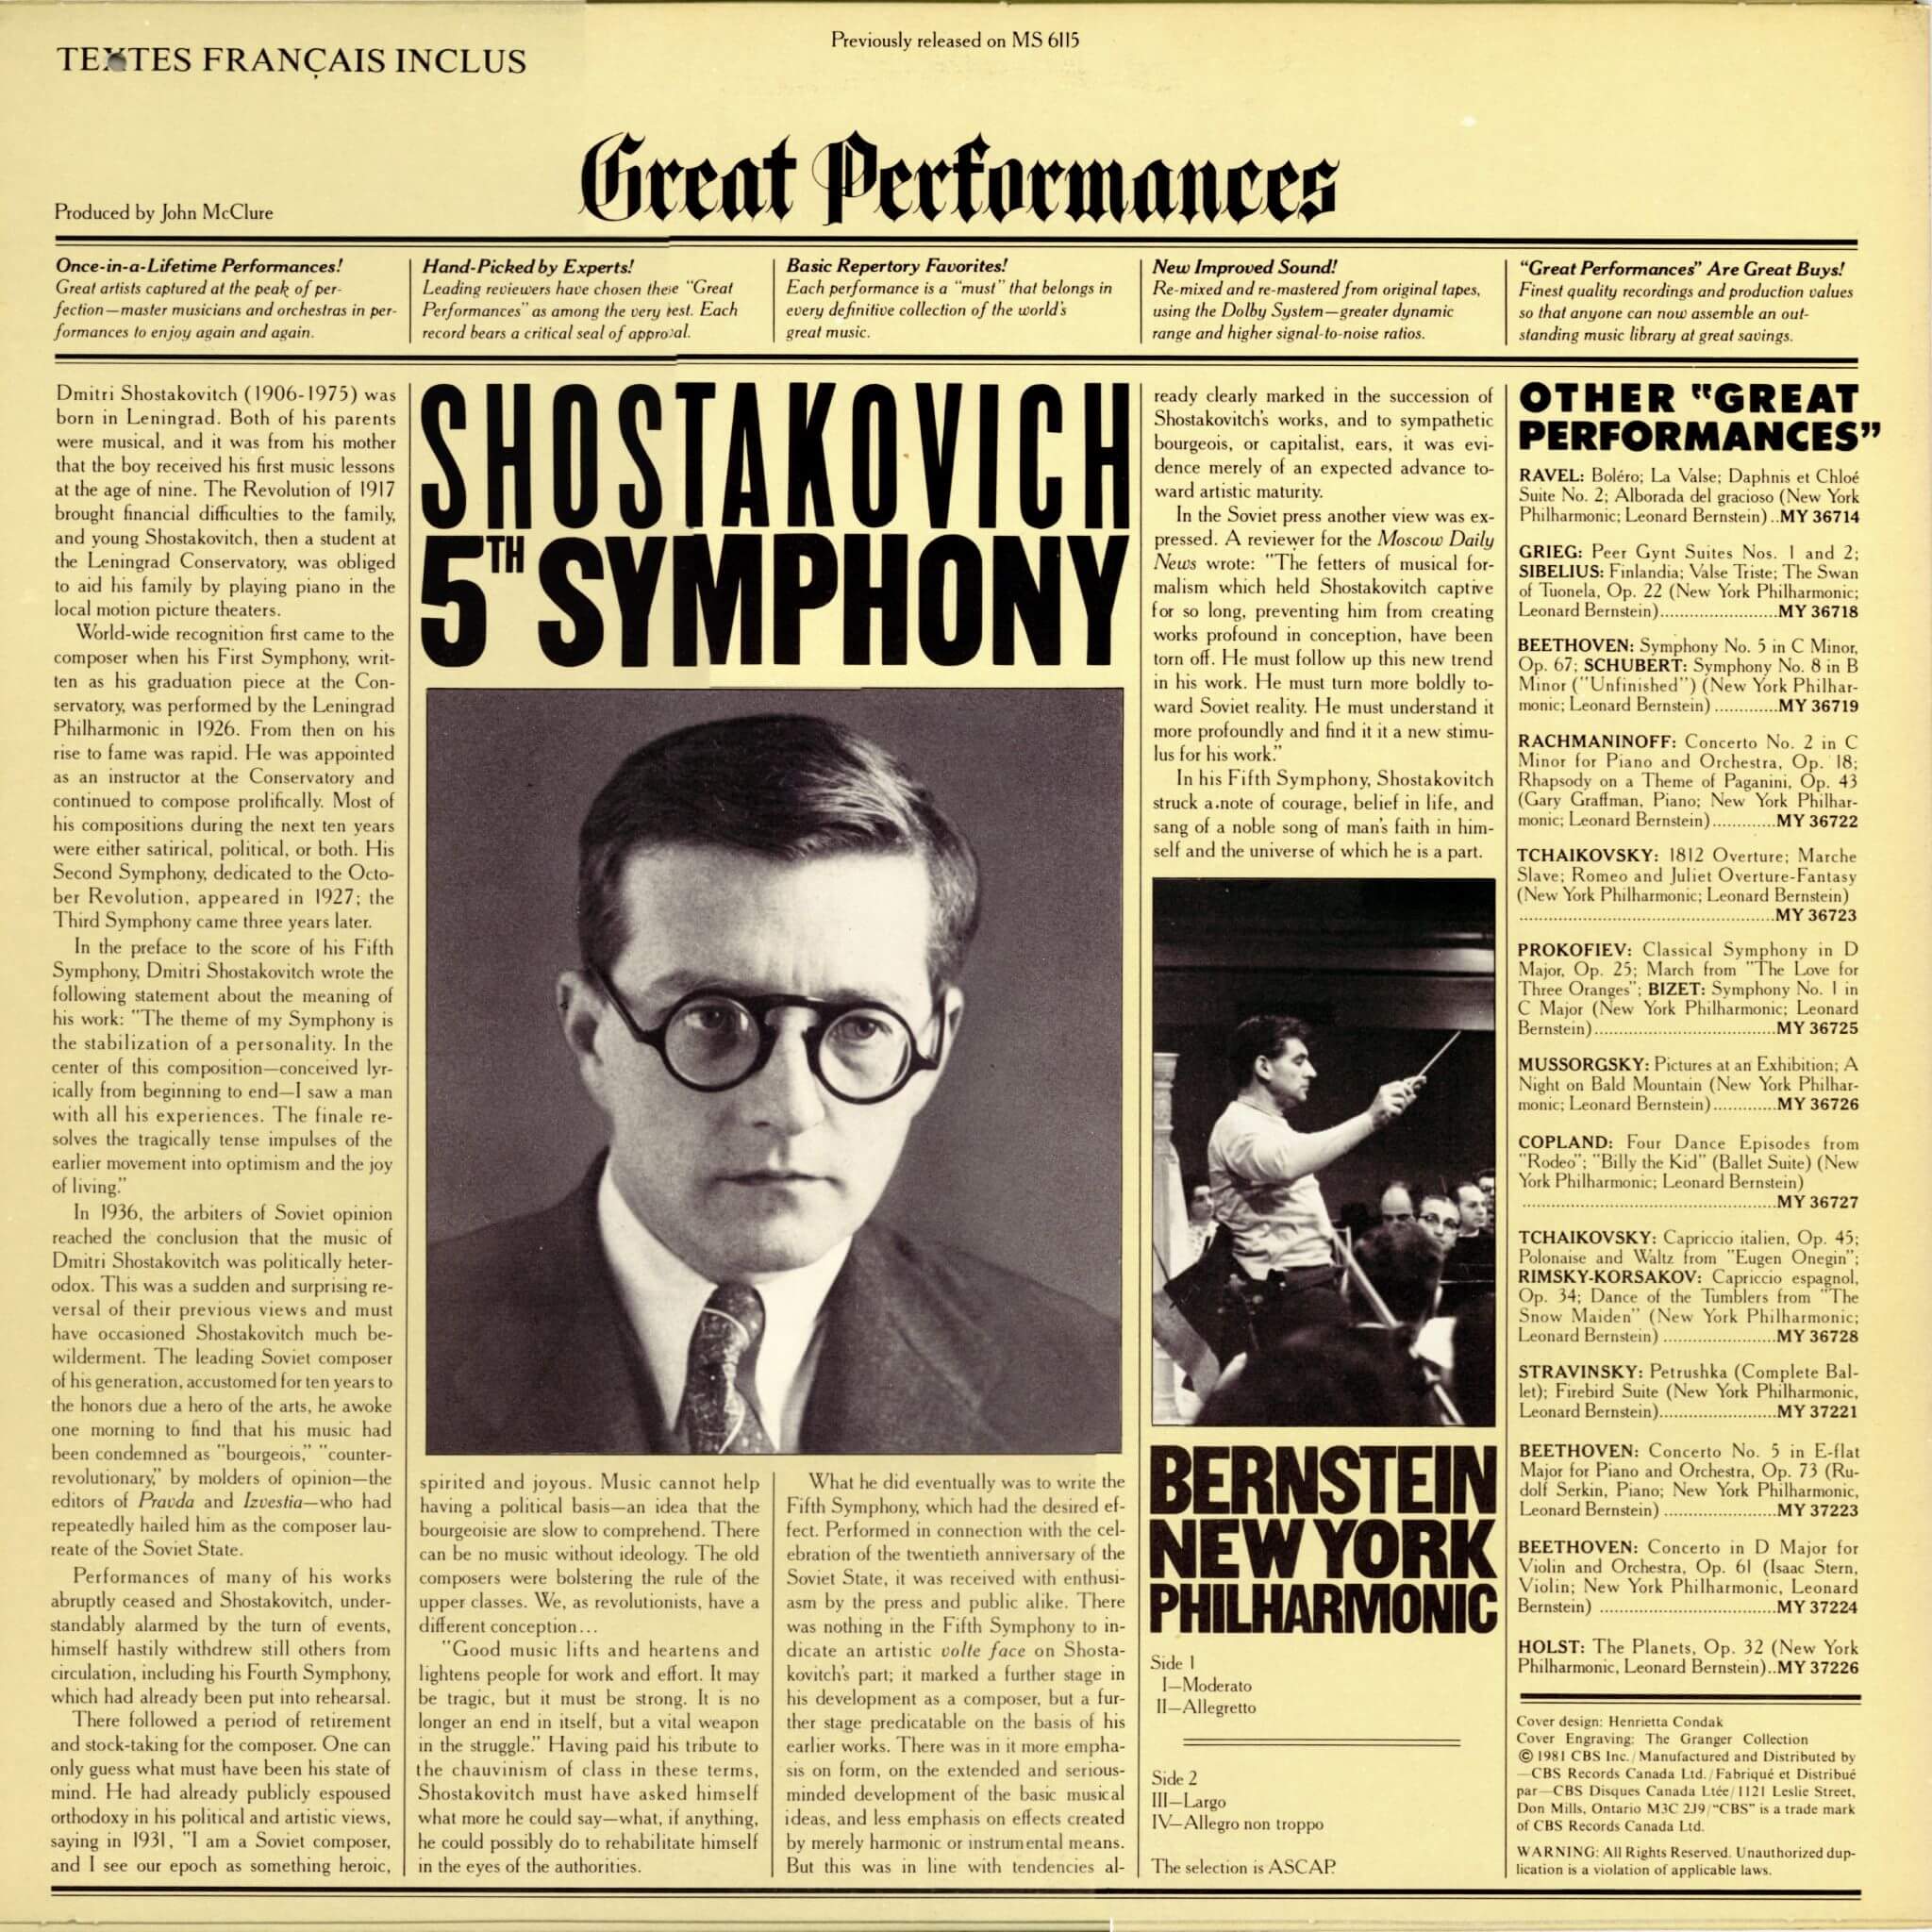 TEXTES FRANÇAIS INCLUS
Previously released on MS 6115
Great Performances
Produced by John McClure
Once-in-a-Lifetime Performances!
Great artists captured at the peak of per-
fection—master musicians and orchestras in per-
formances to enjoy again and again.
Hand-Picked by Experts!
Leading reviewers have chosen these "Great
Performances" as among the very best. Each
record bears a critical seal of approval.
Basic Repertory Favorites!
Each performance is a "must" that belongs in
every definitive collection of the world's
great music.
New Improved Sound!
Re-mixed and re-mastered from original tapes,
using the Dolby System—greater dynamic
range and higher signal-to-noise ratios.
"Great Performances" Are Great Buys!
Finest quality recordings and production values
so that anyone can now assemble an out-
standing music library at great savings.
Dmitri Shostakovitch (1906-1975) was
born in Leningrad. Both of his parents
were musical, and it was from his mother
that the boy received his first music lessons
at the age of nine. The Revolution of 1917
brought financial difficulties to the family,
and young Shostakovitch, then a student at
the Leningrad Conservatory, was obliged
to aid his family by playing piano in the
local motion picture theaters.
World-wide recognition first came to the
composer when his First Symphony, writ-
ten as his graduation piece at the Con-
servatory, was performed by the Leningrad
Philharmonic in 1926. From then on his
rise to fame was rapid. He was appointed
as an instructor at the Conservatory and
continued to compose prolifically. Most of
his compositions during the next ten years
were either satirical, political, or both. His
Second Symphony, dedicated to the Octo-
ber Revolution, appeared in 1927; the
Third Symphony came three years later.
In the preface to the score of his Fifth
Symphony, Dmitri Shostakovitch wrote the
following statement about the meaning of
his work: "The theme of my Symphony is
the stabilization of a personality. In the
center of this composition—conceived lyr-
ically from beginning to end—I saw a man
with all his experiences. The finale re-
solves the tragically tense impulses of the
earlier movement into optimism and the joy
of living."
In 1936, the arbiters of Soviet opinion
reached the conclusion that the music of
Dmitri Shostakovitch was politically heter-
odox. This was a sudden and surprising re-
versal of their previous views and must
have occasioned Shostakovitch much be-
wilderment. The leading Soviet composer
of his generation, accustomed for ten years to
the honors due a hero of the arts, he awoke
one morning to find that his music had
been condemned as "bourgeois," "counter-
revolutionary," by molders of opinion—the
editors of Pravda and Izvestia—who had
repeatedly hailed him as the composer lau-
reate of the Soviet State.
Performances of many of his works
abruptly ceased and Shostakovitch, under-
standably alarmed by the turn of events,
himself hastily withdrew still others from
circulation, including his Fourth Symphony,
which had already been put into rehearsal.
There followed a period of retirement
and stock-taking for the composer. One can
only guess what must have been his state of
mind. He had already publicly espoused
orthodoxy in his political and artistic views,
saying in 1931, "I am a Soviet composer,
and I see our epoch as something heroic,
SHOSTAKOVICH
5TH SYMPHONY
spirited and joyous. Music cannot help
having a political basis—an idea that the
bourgeoisie are slow to comprehend. There
can be no music without ideology. The old
composers were bolstering the rule of the
upper classes. We, as revolutionists, have a
different conception...
"Good music lifts and heartens and
lightens people for work and effort. It may
be tragic, but it must be strong. It is no
longer an end in itself, but a vital weapon
in the struggle." Having paid his tribute to
the chauvinism of class in these terms,
Shostakovitch must have asked himself
what more he could say—what, if anything,
he could possibly do to rehabilitate himself
in the eyes of the authorities.
What he did eventually was to write the
Fifth Symphony, which had the desired ef-
fect. Performed in connection with the cel-
ebration of the twentieth anniversary of the
Soviet State, it was received with enthusi-
asm by the press and public alike. There
was nothing in the Fifth Symphony to in-
dicate an artistic volte face on Shosta-
kovitch's part; it marked a further stage in
his development as a composer, but a fur-
ther stage predicatable on the basis of his
earlier works. There was in it more empha-
sis on form, on the extended and serious-
minded development of the basic musical
ideas, and less emphasis on effects created
by merely harmonic or instrumental means.
But this was in line with tendencies al-
ready clearly marked in the succession of
Shostakovitch's works, and to sympathetic
bourgeois, or capitalist, ears, it was evi-
dence merely of an expected advance to-
ward artistic maturity.
In the Soviet press another view was ex-
pressed. A reviewer for the Moscow Daily
News wrote: "The fetters of musical for-
malism which held Shostakovitch captive
for so long, preventing him from creating
works profound in conception, have been
torn off. He must follow up this new trend
in his work. He must turn more boldly to-
ward Soviet reality. He must understand it
more profoundly and find it it a new stimu-
lus for his work."
In his Fifth Symphony, Shostakovitch
struck a note of courage, belief in life, and
sang of a noble song of man's faith in him-
self and the universe of which he is a part.
BERNSTEIN
NEW YORK
PHILHARMONIC
Side 1
I—Moderato
II—Allegretto
Side 2
III—Largo
IV—Allegro non troppo
The selection is ASCAP.
OTHER "GREAT
PERFORMANCES"
RAVEL: Boléro; La Valse; Daphnis et Chloé
Suite No. 2; Alborada del gracioso (New York
Philharmonic; Leonard Bernstein)..MY 36714
GRIEG: Peer Gynt Suites Nos. 1 and 2;
SIBELIUS: Finlandia; Valse Triste; The Swan
of Tuonela, Op. 22 (New York Philharmonic;
Leonard Bernstein)........................MY 36718
BEETHOVEN: Symphony No. 5 in C Minor,
Op. 67; SCHUBERT: Symphony No. 8 in B
Minor ("Unfinished") (New York Philhar-
monic; Leonard Bernstein) .............MY 36719
RACHMANINOFF: Concerto No. 2 in C
Minor for Piano and Orchestra, Op. 18;
Rhapsody on a Theme of Paganini, Op. 43
(Gary Graffman, Piano; New York Philhar-
monic; Leonard Bernstein).............MY 36722
TCHAIKOVSKY: 1812 Overture; Marche
Slave; Romeo and Juliet Overture-Fantasy
(New York Philharmonic; Leonard Bernstein)
....................................................MY 36723
PROKOFIEV: Classical Symphony in D
Major, Op. 25; March from "The Love for
Three Oranges"; BIZET: Symphony No. 1 in
C Major (New York Philharmonic; Leonard
Bernstein).....................................MY 36725
MUSSORGSKY: Pictures at an Exhibition; A
Night on Bald Mountain (New York Philhar-
monic; Leonard Bernstein).............MY 36726
COPLAND: Four Dance Episodes from
"Rodeo"; "Billy the Kid" (Ballet Suite) (New
York Philharmonic; Leonard Bernstein)
....................................................MY 36727
TCHAIKOVSKY: Capriccio italien, Op. 45;
Polonaise and Waltz from "Eugen Onegin";
RIMSKY-KORSAKOV: Capriccio espagnol,
Op. 34; Dance of the Tumblers from "The
Snow Maiden" (New York Philharmonic;
Leonard Bernstein) .......................MY 36728
STRAVINSKY: Petrushka (Complete Bal-
let); Firebird Suite (New York Philharmonic,
Leonard Bernstein)........................MY 37221
BEETHOVEN: Concerto No. 5 in E-flat
Major for Piano and Orchestra, Op. 73 (Ru-
dolf Serkin, Piano; New York Philharmonic,
Leonard Bernstein) .......................MY 37223
BEETHOVEN: Concerto in D Major for
Violin and Orchestra, Op. 61 (Isaac Stern,
Violin; New York Philharmonic, Leonard
Bernstein) ....................................MY 37224
HOLST: The Planets, Op. 32 (New York
Philharmonic, Leonard Bernstein)..MY 37226
Cover design: Henrietta Condak
Cover Engraving: The Granger Collection
© 1981 CBS Inc./Manufactured and Distributed by
—CBS Records Canada Ltd./Fabriqué et Distribué
par—CBS Disques Canada Ltée/1121 Leslie Street,
Don Mills, Ontario M3C 2J9/"CBS" is a trade mark
of CBS Records Canada Ltd.
WARNING: All Rights Reserved. Unauthorized dup-
lication is a violation of applicable laws.